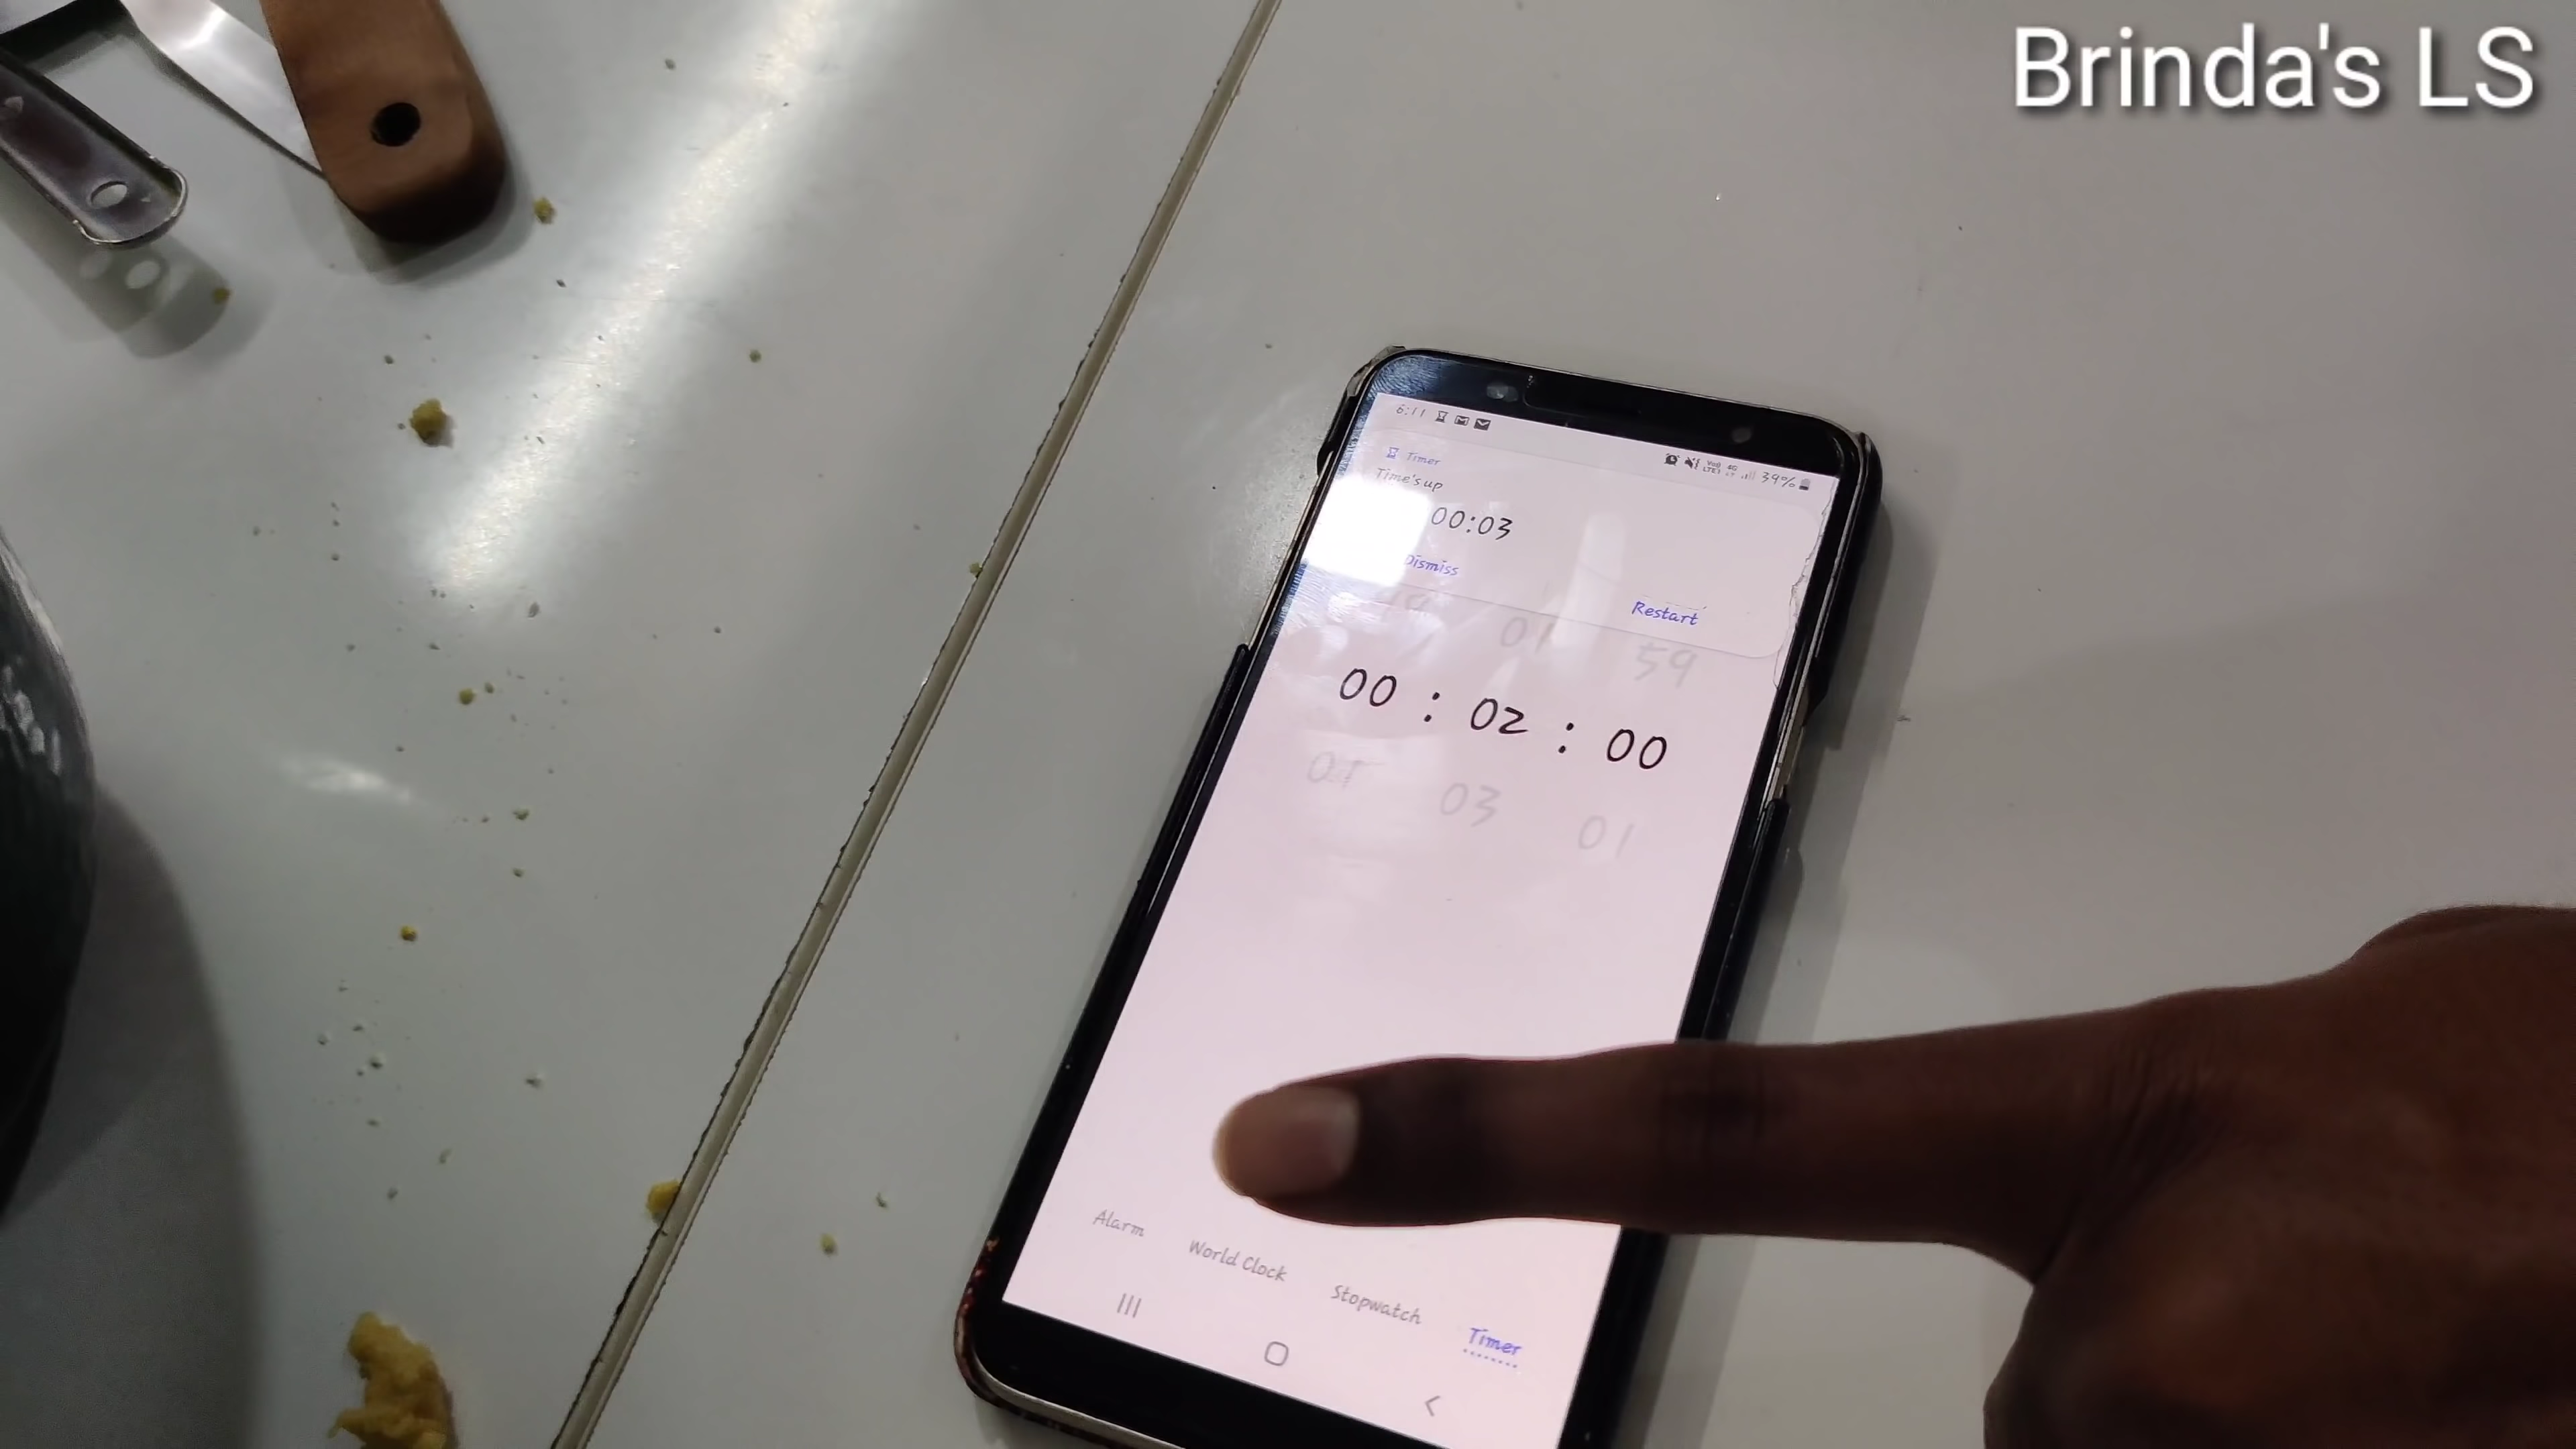 Brinda's LS
6:11
39%
Timer
Time's up
00:03
Dismiss
Restart
01 59
00 : 02 : 00
03 01
Alarm World Clock Stopwatch Timer